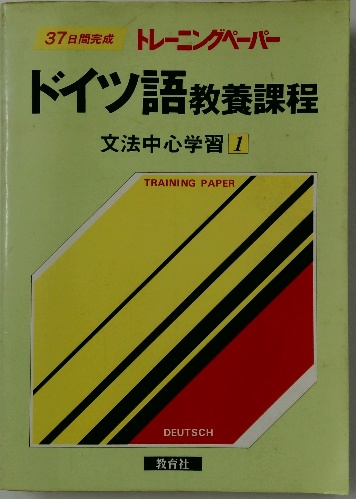 37日間完成 トレーニングペーパー
ドイツ語教養課程
文法中心学習 1
TRAINING PAPER
DEUTSCH
教育社